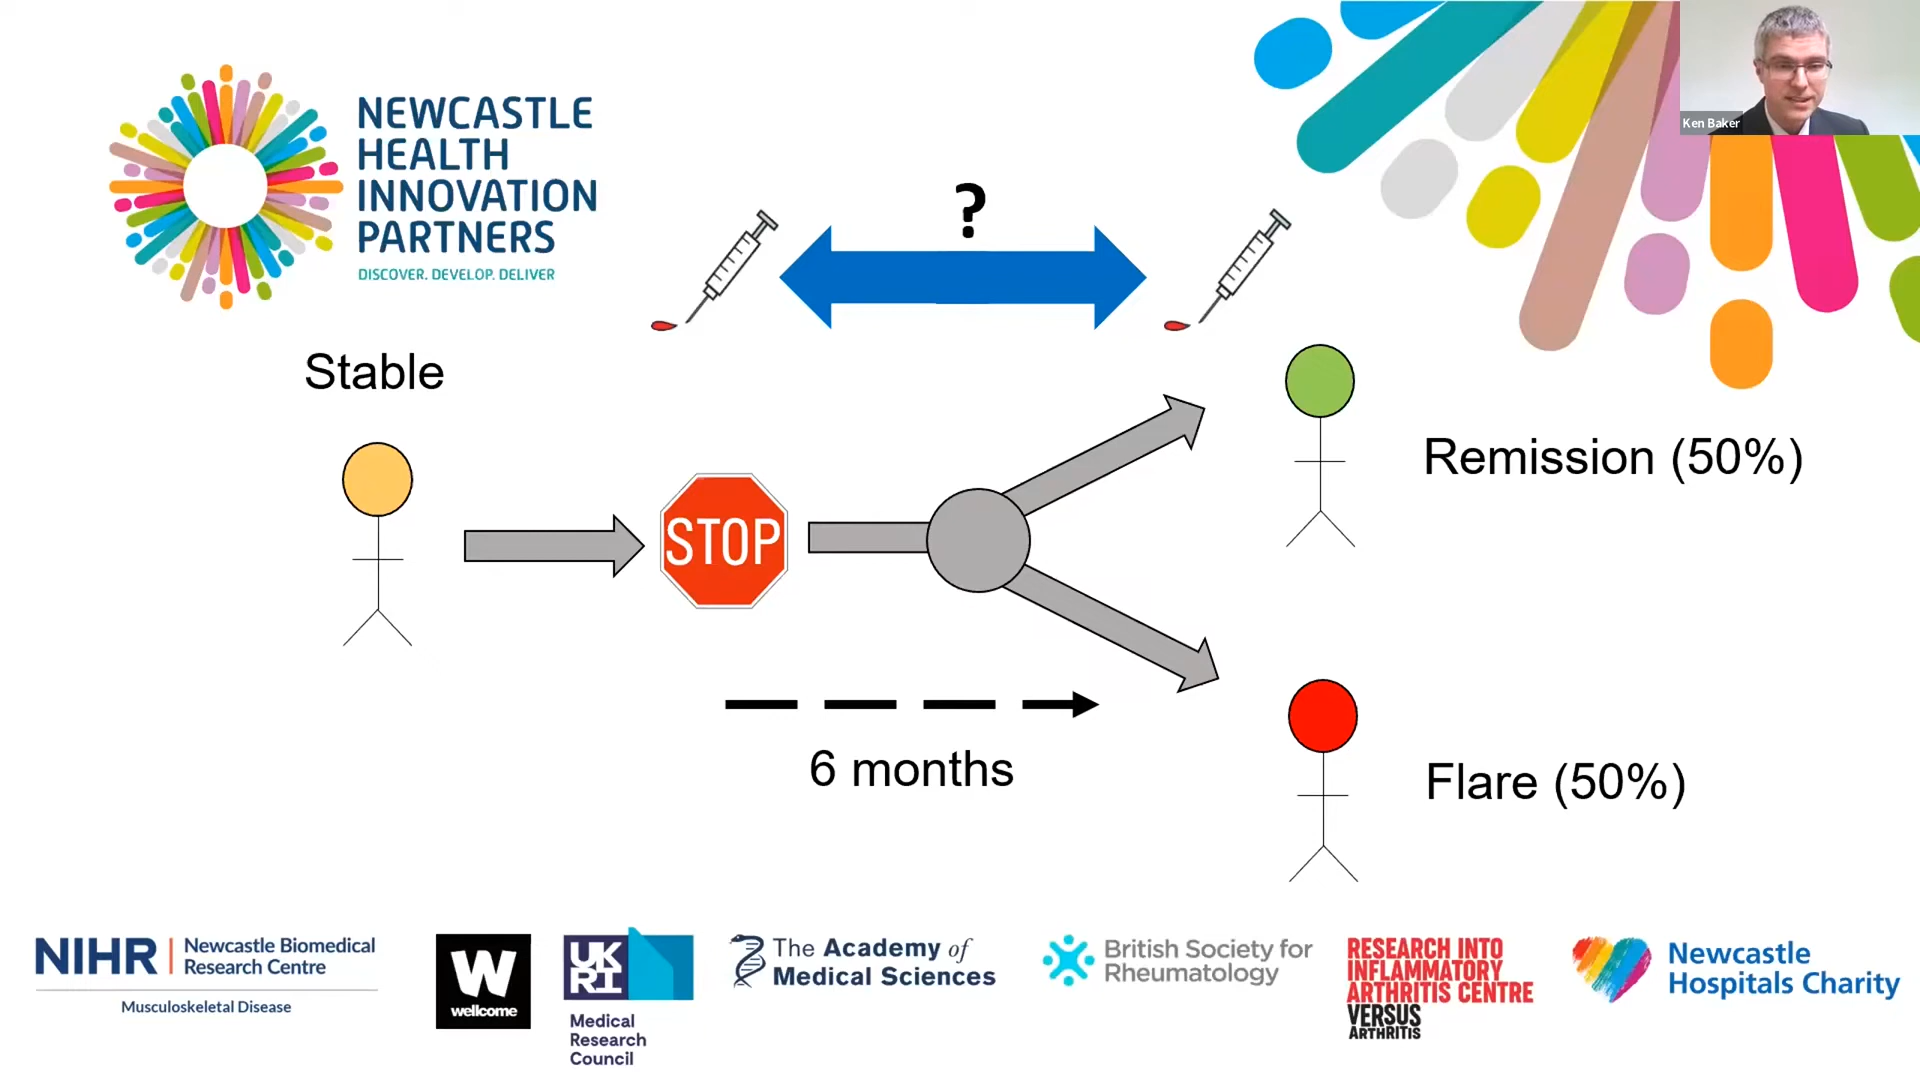 NEWCASTLE
HEALTH
INNOVATION
PARTNERS
DISCOVER. DEVELOP. DELIVER
Ken Baker
?
Stable
STOP
Remission (50%)
6 months
Flare (50%)
NIHR | Newcastle Biomedical
Research Centre
Musculoskeletal Disease
W
wellcome
UK
RI
Medical
Research
Council
The Academy of
Medical Sciences
British Society for
Rheumatology
RESEARCH INTO
INFLAMMATORY
ARTHRITIS CENTRE
VERSUS
ARTHRITIS
Newcastle
Hospitals Charity